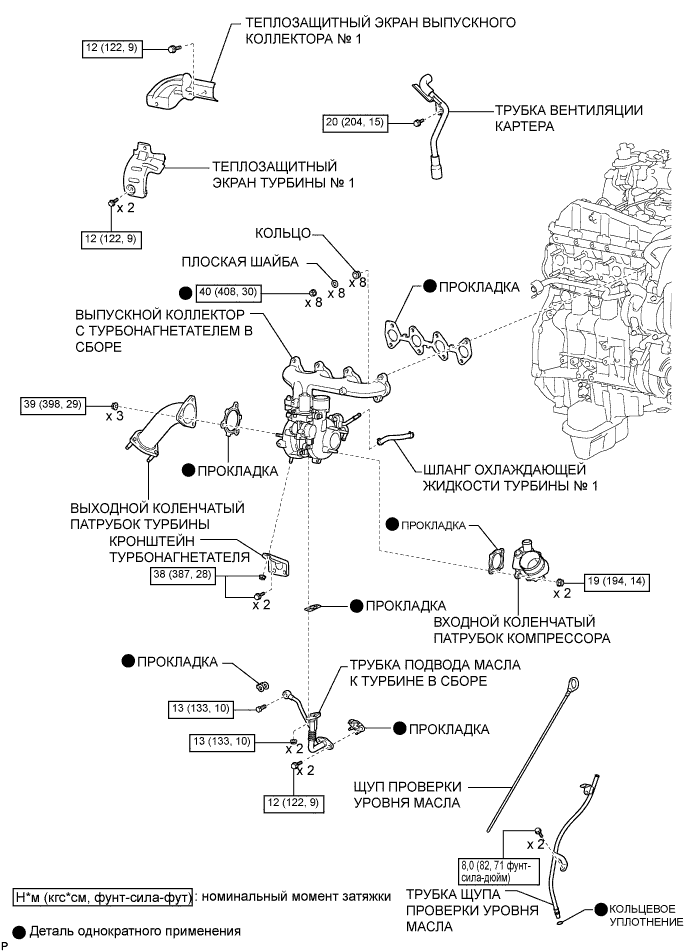 ТЕПЛОЗАЩИТНЫЙ ЭКРАН ВЫПУСКНОГО
КОЛЛЕКТОРА № 1
12 (122, 9)
20 (204, 15)
ТРУБКА ВЕНТИЛЯЦИИ
КАРТЕРА
ТЕПЛОЗАЩИТНЫЙ
ЭКРАН ТУРБИНЫ № 1
x 2
12 (122, 9)
КОЛЬЦО
ПЛОСКАЯ ШАЙБА
x 8
x 8
x 8
40 (408, 30)
ПРОКЛАДКА
ВЫПУСКНОЙ КОЛЛЕКТОР
С ТУРБОНАГНЕТАТЕЛЕМ В
СБОРЕ
39 (398, 29)
x 3
ПРОКЛАДКА
ШЛАНГ ОХЛАЖДАЮЩЕЙ
ЖИДКОСТИ ТУРБИНЫ № 1
ВЫХОДНОЙ КОЛЕНЧАТЫЙ
ПАТРУБОК ТУРБИНЫ
КРОНШТЕЙН
ТУРБОНАГНЕТАТЕЛЯ
ПРОКЛАДКА
38 (387, 28)
x 2
19 (194, 14)
x 2
ПРОКЛАДКА
ВХОДНОЙ КОЛЕНЧАТЫЙ
ПАТРУБОК КОМПРЕССОРА
ПРОКЛАДКА
ТРУБКА ПОДВОДА МАСЛА
К ТУРБИНЕ В СБОРЕ
13 (133, 10)
13 (133, 10)
x 2
ПРОКЛАДКА
x 2
12 (122, 9)
ЩУП ПРОВЕРКИ
УРОВНЯ МАСЛА
x 2
8,0 (82, 71 фунт-
сила-дюйм)
ТРУБКА ЩУПА
ПРОВЕРКИ УРОВНЯ
МАСЛА
КОЛЬЦЕВОЕ
УПЛОТНЕНИЕ
Н*м (кгс*см, фунт-сила-фут) : номинальный момент затяжки
Деталь однократного применения
P